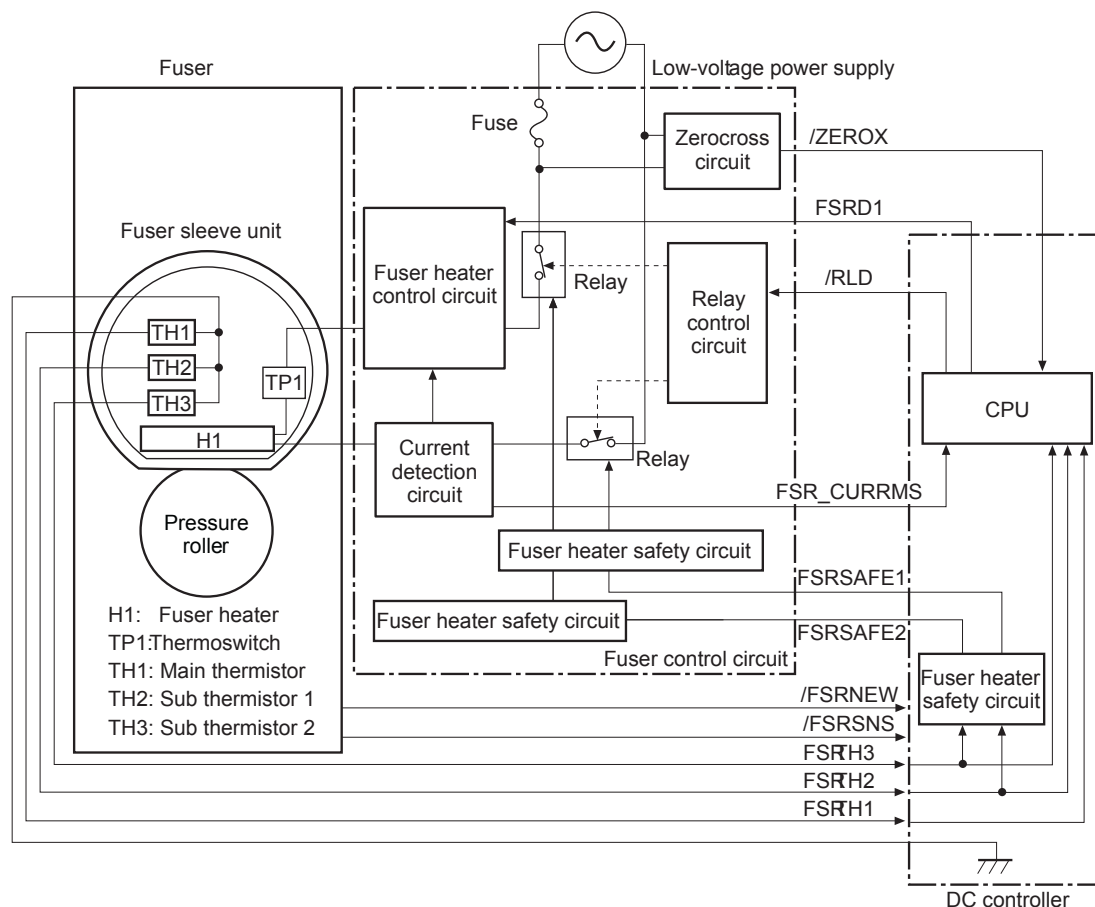 Fuser
Low-voltage power supply
Fuse
Zerocross
circuit
/ZEROX
FSRD1
Fuser sleeve unit
Fuser heater
control circuit
Relay
Relay
control
circuit
/RLD
TH1
TH2
TH3
TP1
H1
CPU
Current
detection
circuit
Relay
FSR_CURRMS
Pressure
roller
Fuser heater safety circuit
FSRSAFE1
Fuser heater safety circuit
FSRSAFE2
Fuser control circuit
Fuser heater
safety circuit
H1: Fuser heater
TP1:Thermoswitch
TH1: Main thermistor
TH2: Sub thermistor 1
TH3: Sub thermistor 2
/FSRNEW
/FSRSNS
FSRTH3
FSRTH2
FSRTH1
DC controller